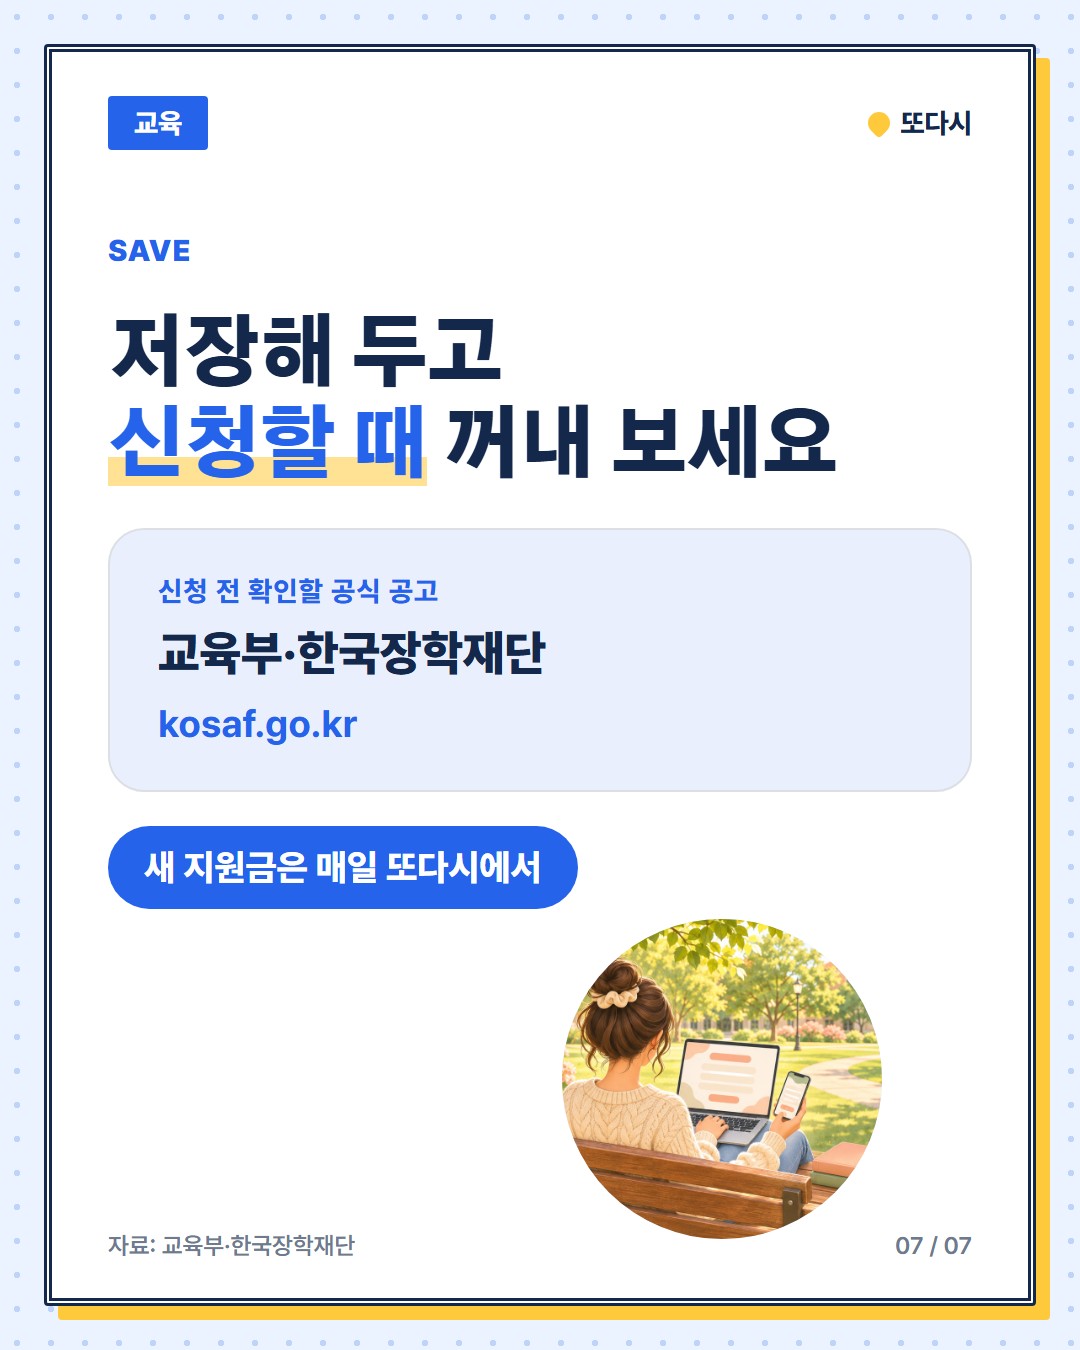 교육
또다시
SAVE
저장해 두고
신청할 때 꺼내 보세요
신청 전 확인할 공식 공고
교육부·한국장학재단
kosaf.go.kr
새 지원금은 매일 또다시에서
자료: 교육부·한국장학재단
07 / 07